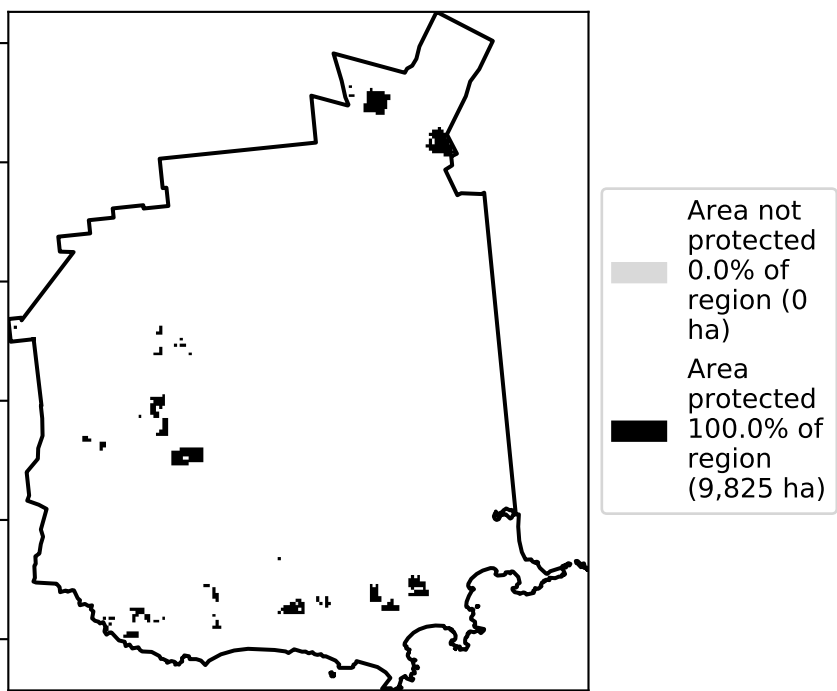 Area not
protected
0.0% of
region (0
ha)
Area
protected
100.0% of
region
(9,825 ha)